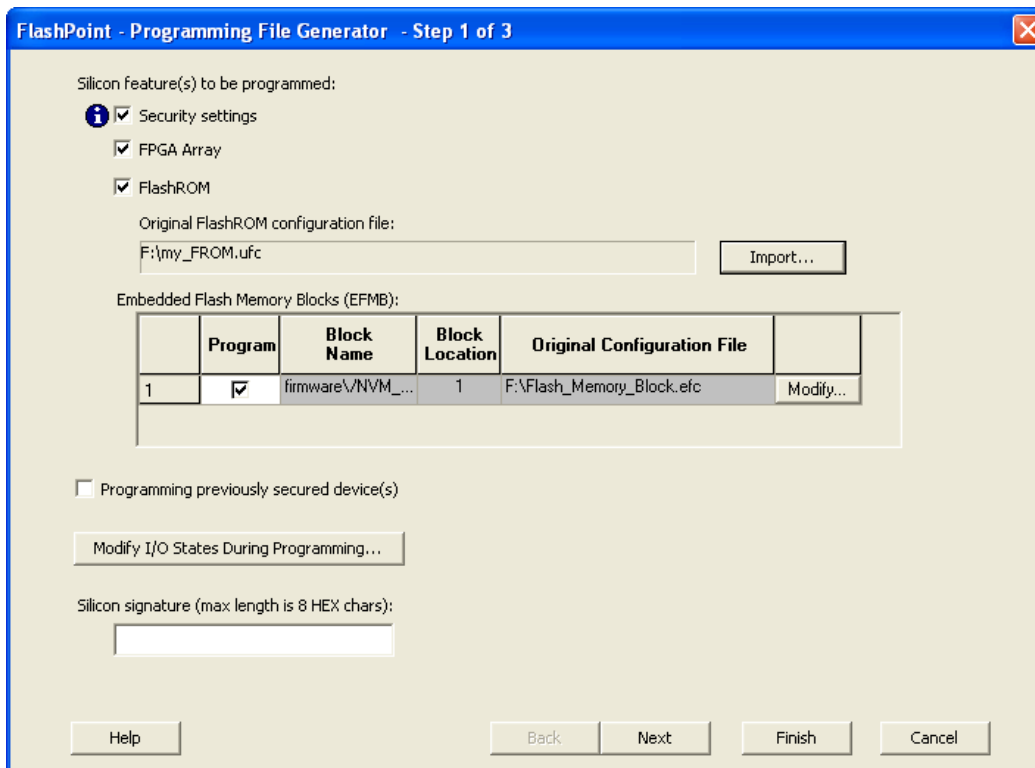 FlashPoint - Programming File Generator - Step 1 of 3
Silicon feature(s) to be programmed:
Security settings
FPGA Array
FlashROM
Original FlashROM configuration file:
F:\my_FROM.ufc
Import...
Embedded Flash Memory Blocks (EFMB):
Program Block Name Block Location Original Configuration File
1 firmware\/NVM_... 1 F:\Flash_Memory_Block.efc Modify...
Programming previously secured device(s)
Modify I/O States During Programming...
Silicon signature (max length is 8 HEX chars):
Help Back Next Finish Cancel